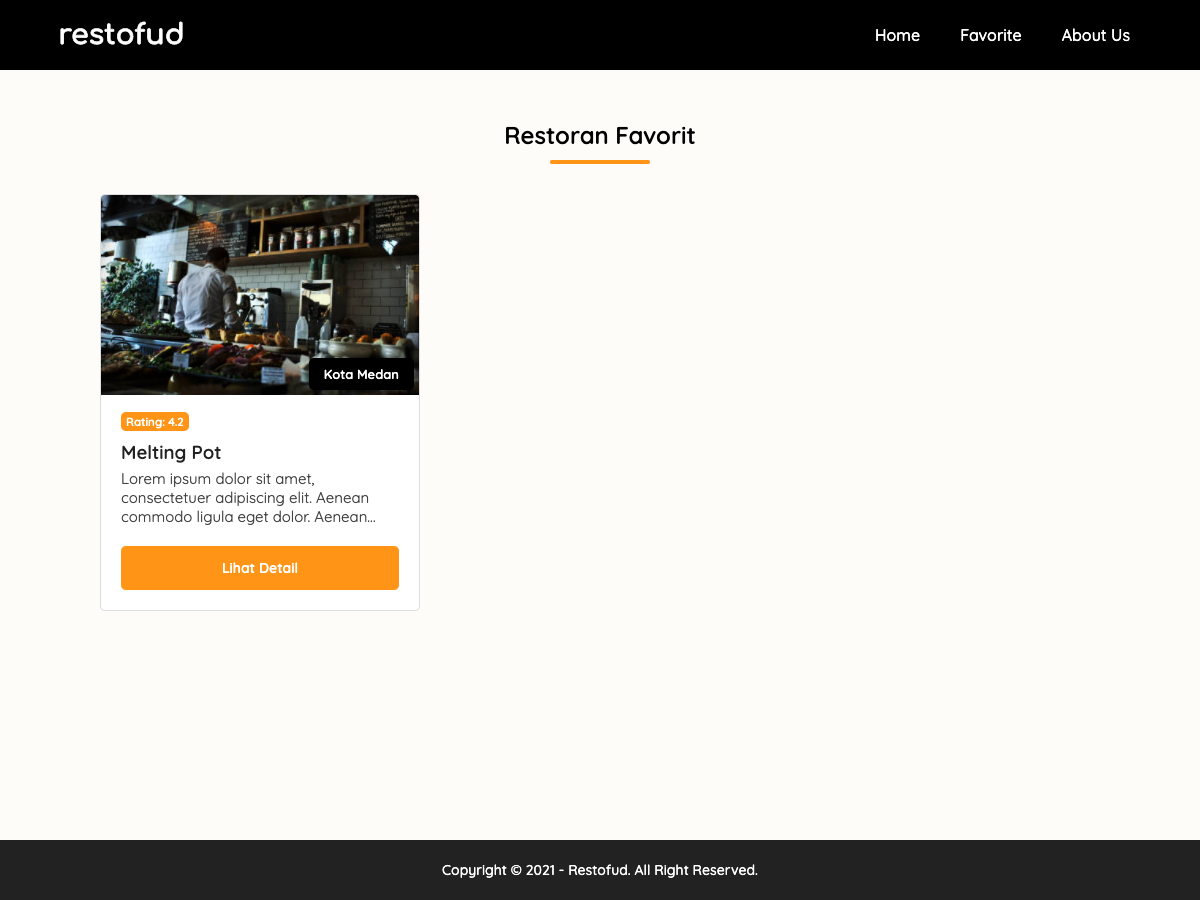 restofud
Home
Favorite
About Us
Restoran Favorit
Kota Medan
Rating: 4.2
Melting Pot
Lorem ipsum dolor sit amet,
consectetuer adipiscing elit. Aenean
commodo ligula eget dolor. Aenean...
Lihat Detail
Copyright © 2021 - Restofud. All Right Reserved.